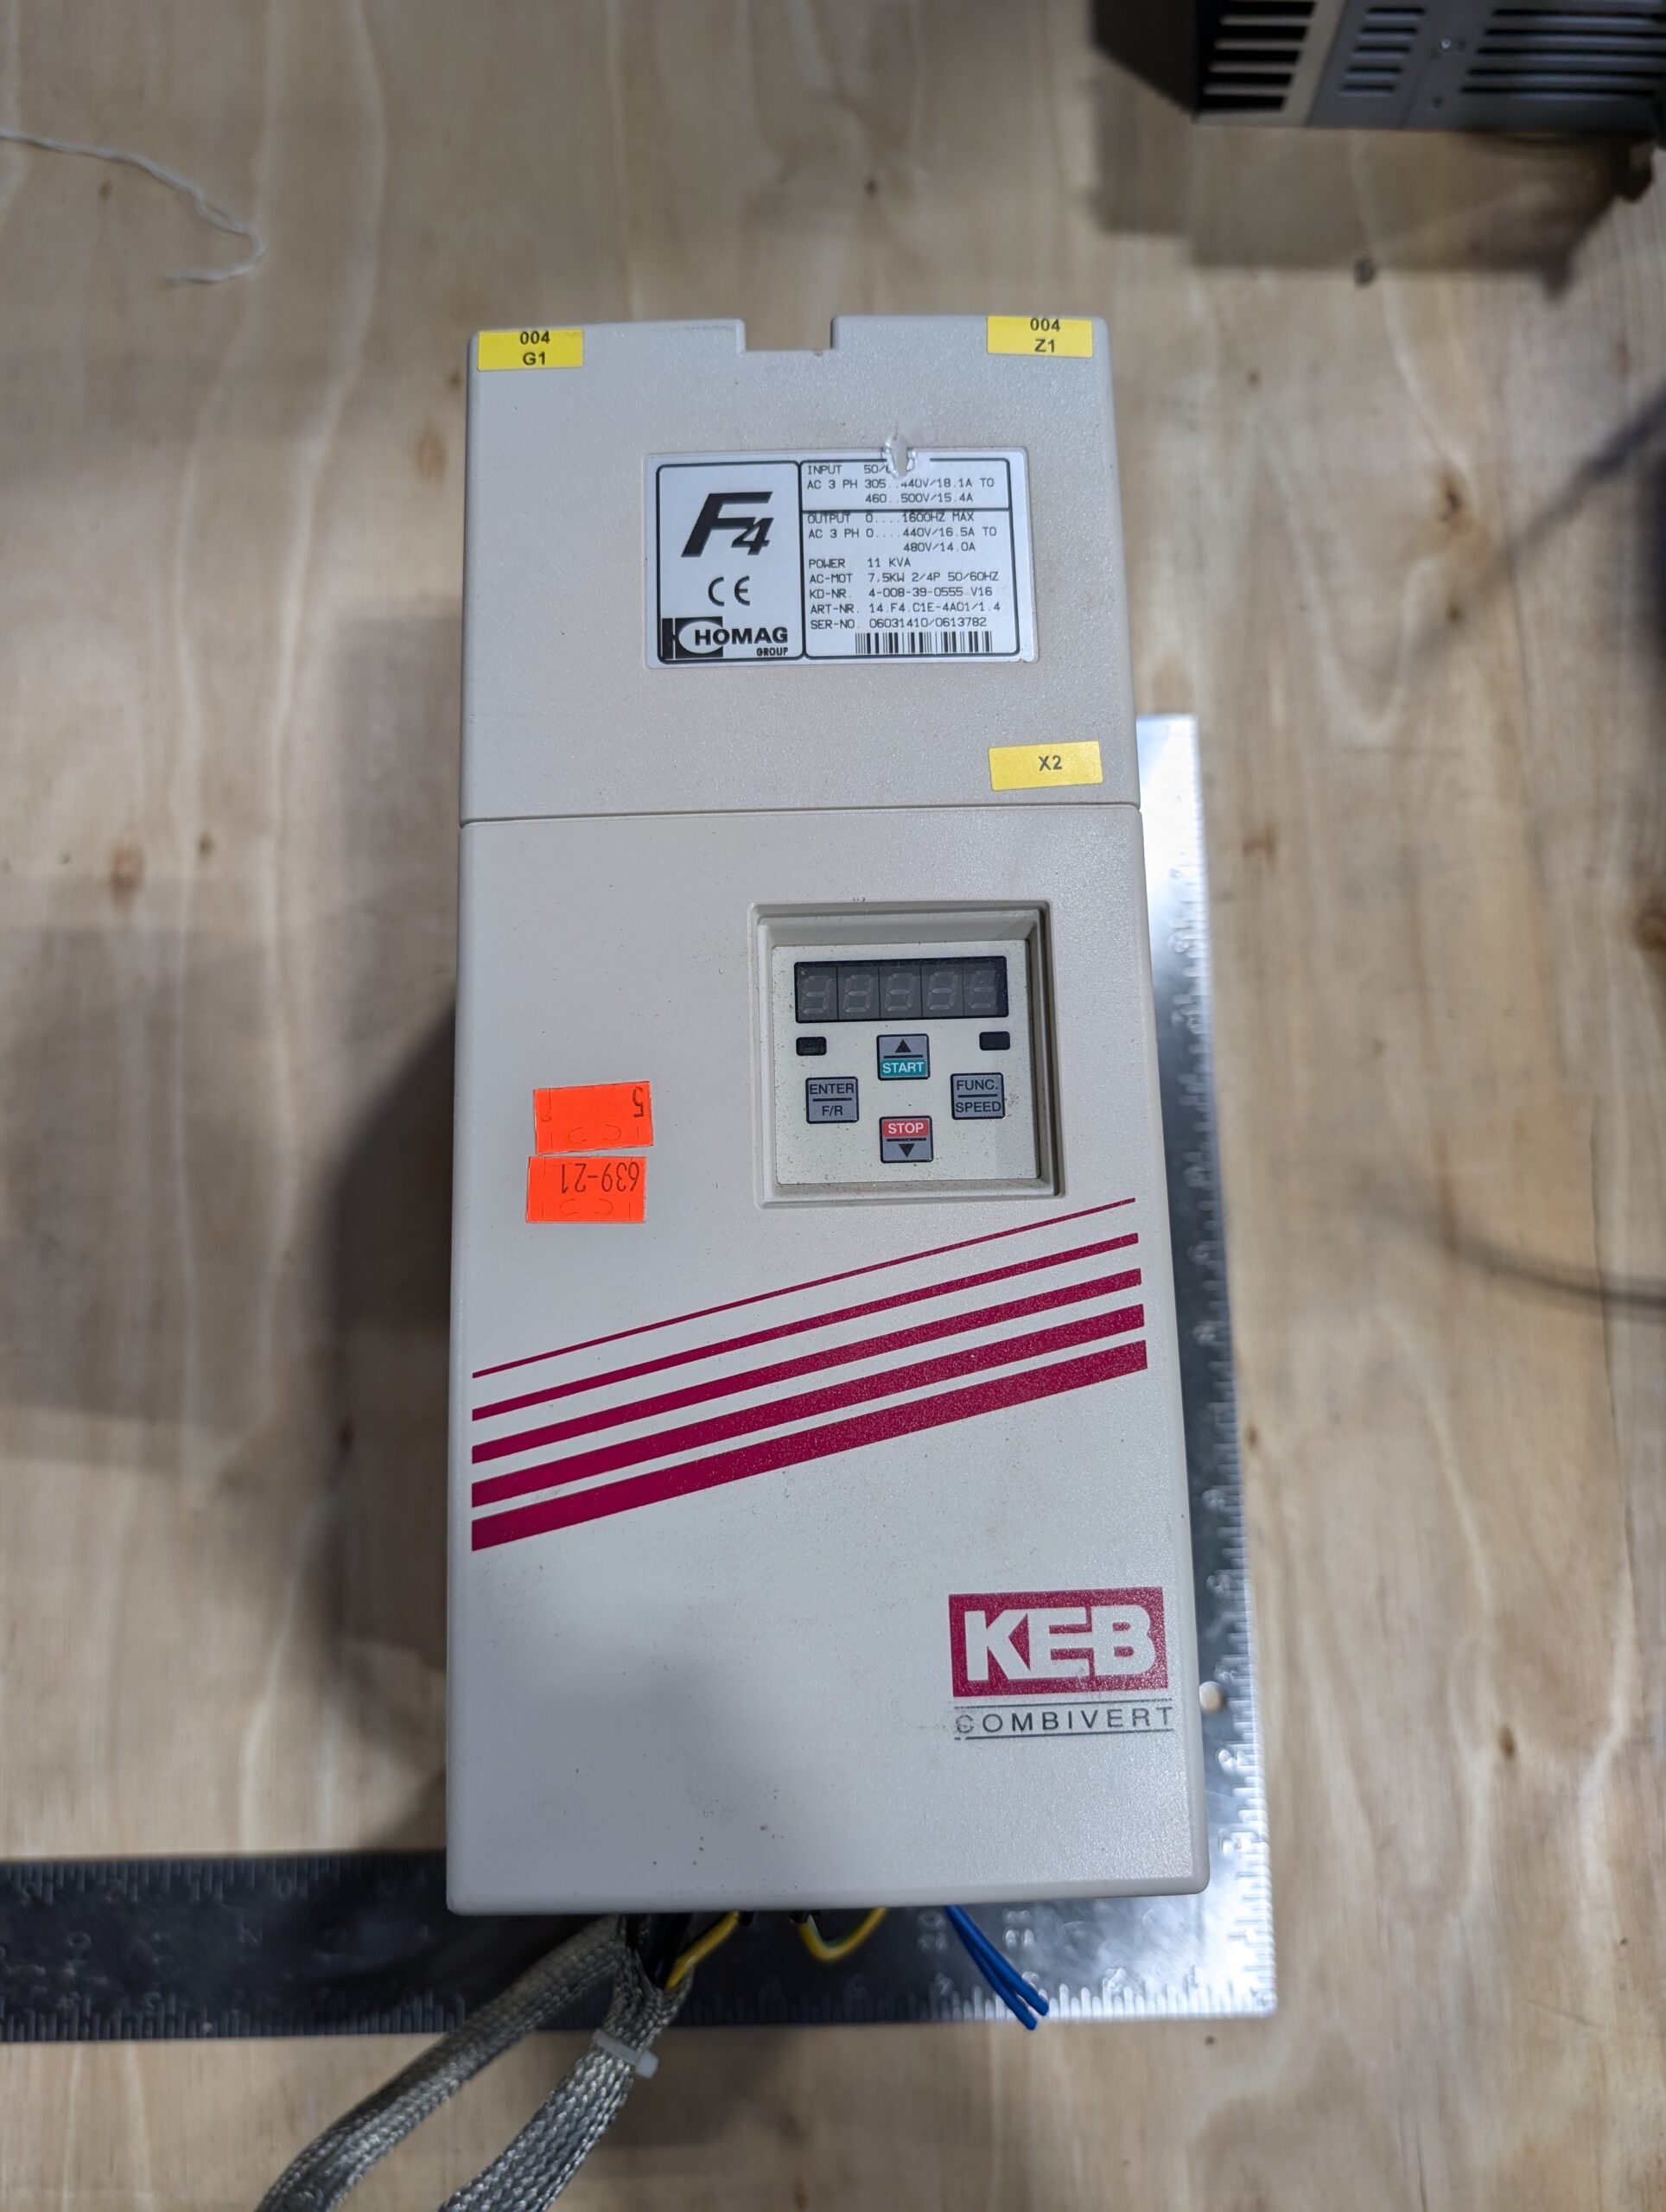 004
G1
004
Z1
F4
CE
HOMAG
GROUP
INPUT 50/
AC 3 PH 305..440V/18.1A TO
460..500V/15.4A
OUTPUT 0....1600HZ MAX
AC 3 PH 0....440V/16.5A TO
480V/14.0A
POWER 11 KVA
AC-MOT 7.5KW 2/4P 50/60HZ
KD-NR. 4-008-39-0555 V16
ART-NR. 14.F4.C1E-4A01/1.4
SER-NO. 06031410/0613782
X2
START
ENTER
F/R
FUNC.
SPEED
STOP
5
639-21
KEB
COMBIVERT